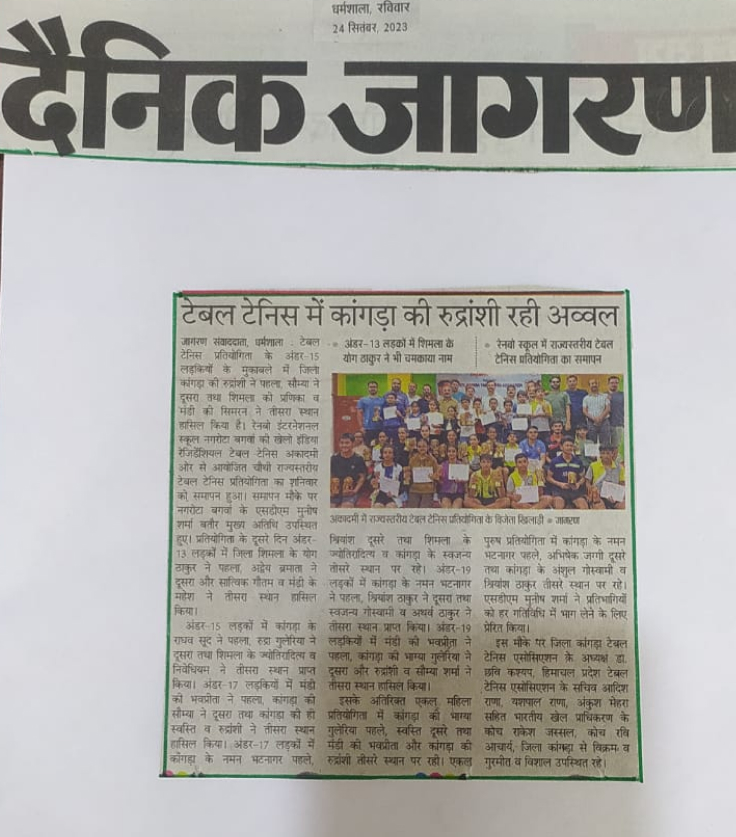 धर्मशाला, रविवार
24 सितंबर, 2023
दैनिक जागरण
टेबल टेनिस में कांगड़ा की रुद्रांशी रही अव्वल
जागरण संवाददाता, धर्मशाला : टेबल
टेनिस प्रतियोगिता के अंडर-15
लड़कियों के मुकाबले में जिला
कांगड़ा की रुद्रांशी ने पहला, सौम्या ने
दूसरा तथा शिमला की प्रणिका व
मंडी की सिमरन ने तीसरा स्थान
हासिल किया है। रेनबो इंटरनेशनल
स्कूल नगरोटा बगवां की खेलो इंडिया
रेजिडेंशियल टेबल टेनिस अकादमी
ओर से आयोजित चौथी राज्यस्तरीय
टेबल टेनिस प्रतियोगिता का शनिवार
को समापन हुआ। समापन मौके पर
नगरोटा बगवां के एसडीएम मुनीष
शर्मा बतौर मुख्य अतिथि उपस्थित
हुए। प्रतियोगिता के दूसरे दिन अंडर-
13 लड़कों में जिला शिमला के योग
ठाकुर ने पहला, अद्वेय ब्रमाता ने
दूसरा और सात्विक गौतम व मंडी के
महेश ने तीसरा स्थान हासिल
किया।
अंडर-15 लड़कों में कांगड़ा के
राघव सूद ने पहला, रुद्रा गुलेरिया ने
दूसरा तथा शिमला के ज्योतिरादित्य व
निवेधियम ने तीसरा स्थान प्राप्त
किया। अंडर-17 लड़कियों में मंडी
की भवप्रीता ने पहला, कांगड़ा की
सौम्या ने दूसरा तथा कांगड़ा की ही
स्वस्ति व रुद्रांशी ने तीसरा स्थान
हासिल किया। अंडर-17 लड़कों में
कांगड़ा के नमन भटनागर पहले,
• अंडर-13 लड़कों में शिमला के
योग ठाकुर ने भी चमकाया नाम
• रेनबो स्कूल में राज्यस्तरीय टेबल
टेनिस प्रतियोगिता का समापन
अकादमी में राज्यस्तरीय टेबल टेनिस प्रतियोगिता के विजेता खिलाड़ी • जागरण
श्रियांश दूसरे तथा शिमला के
ज्योतिरादित्य व कांगड़ा के स्वजन्य
तीसरे स्थान पर रहे। अंडर-19
लड़कों में कांगड़ा के नमन भटनागर
ने पहला, श्रियांश ठाकुर ने दूसरा तथा
स्वजन्य गोस्वामी व अथर्व ठाकुर ने
तीसरा स्थान प्राप्त किया। अंडर-19
लड़कियों में मंडी की भवप्रीता ने
पहला, कांगड़ा की भाग्या गुलेरिया ने
दूसरा और रुद्रांशी व सौम्या शर्मा ने
तीसरा स्थान हासिल किया।
इसके अतिरिक्त एकल महिला
प्रतियोगिता में कांगड़ा की भाग्या
गुलेरिया पहले, स्वस्ति दूसरे तथा
मंडी की भवप्रीता और कांगड़ा की
रुद्रांशी तीसरे स्थान पर रही। एकल
पुरुष प्रतियोगिता में कांगड़ा के नमन
भटनागर पहले, अभिषेक जग्गी दूसरे
तथा कांगड़ा के अंशुल गोस्वामी व
श्रियांश ठाकुर तीसरे स्थान पर रहे।
एसडीएम मुनीष शर्मा ने प्रतिभागियों
को हर गतिविधि में भाग लेने के लिए
प्रेरित किया।
इस मौके पर जिला कांगड़ा टेबल
टेनिस एसोसिएशन के अध्यक्ष डा.
छवि कश्यप, हिमाचल प्रदेश टेबल
टेनिस एसोसिएशन के सचिव आदिश
राणा, यशपाल राणा, अंकुश मेहरा
सहित भारतीय खेल प्राधिकरण के
कोच राकेश जस्सल, कोच रवि
आचार्य, जिला कांगड़ा से विक्रम व
गुरमीत व विशाल उपस्थित रहे।